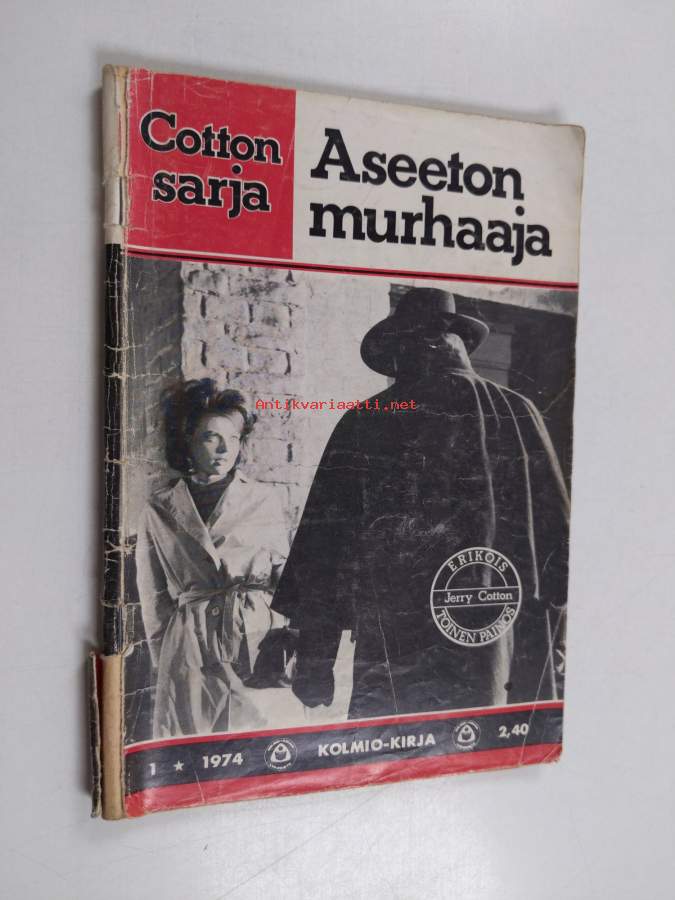 Cotton
sarja
Aseeton
murhaaja
Antikvariaatti.net
ERIKOIS
Jerry Cotton
TOINEN PAINOS
1 ★ 1974 KOLMIO-KIRJA 2,40